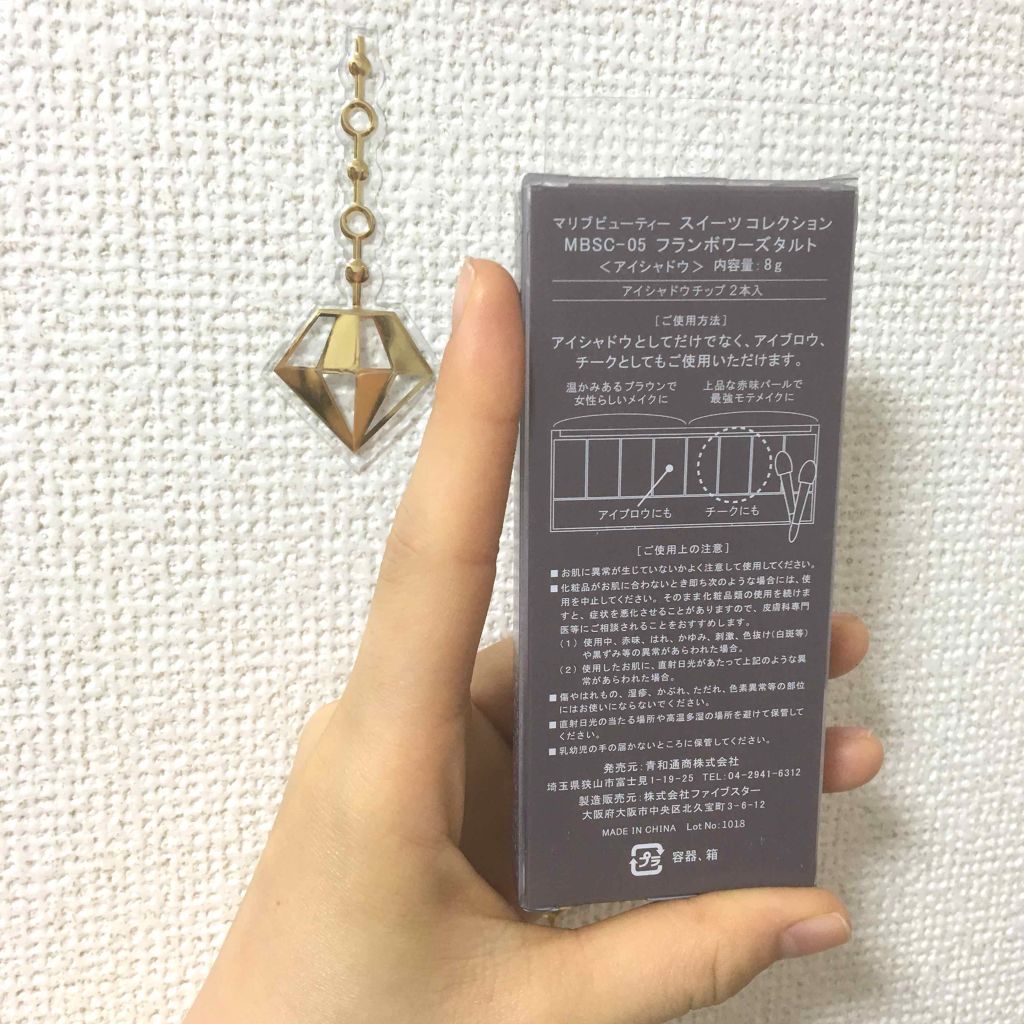 マリブビューティー スイーツコレクション
MBSC-05 フランボワーズタルト
＜アイシャドウ＞ 内容量：8g
アイシャドウチップ 2本入
［ご使用方法］
アイシャドウとしてだけでなく、アイブロウ、
チークとしてもご使用いただけます。
温かみあるブラウンで
女性らしいメイクに
上品な赤味パールで
最強モテメイクに
アイブロウにも
チークにも
［ご使用上の注意］
■お肌に異常が生じていないかよく注意して使用してください。
■化粧品がお肌に合わないとき即ち次のような場合には、使
用を中止してください。そのまま化粧品類の使用を続けま
すと、症状を悪化させることがありますので、皮膚科専門
医等にご相談されることをおすすめします。
（1）使用中、赤味、はれ、かゆみ、刺激、色抜け（白斑等）
や黒ずみ等の異常があらわれた場合。
（2）使用したお肌に、直射日光があたって上記のような異
常があらわれた場合。
■傷やはれもの、湿疹、かぶれ、ただれ、色素異常等の部位
にはお使いにならないでください。
■直射日光の当たる場所や高温多湿の場所を避けて保管して
ください。
■乳幼児の手の届かないところに保管してください。
発売元：青和通商株式会社
埼玉県狭山市富士見1-19-25 TEL:04-2941-6312
製造販売元：株式会社ファイブスター
大阪府大阪市中央区北久宝町3-6-12
MADE IN CHINA Lot No:1018
プラ 容器、箱